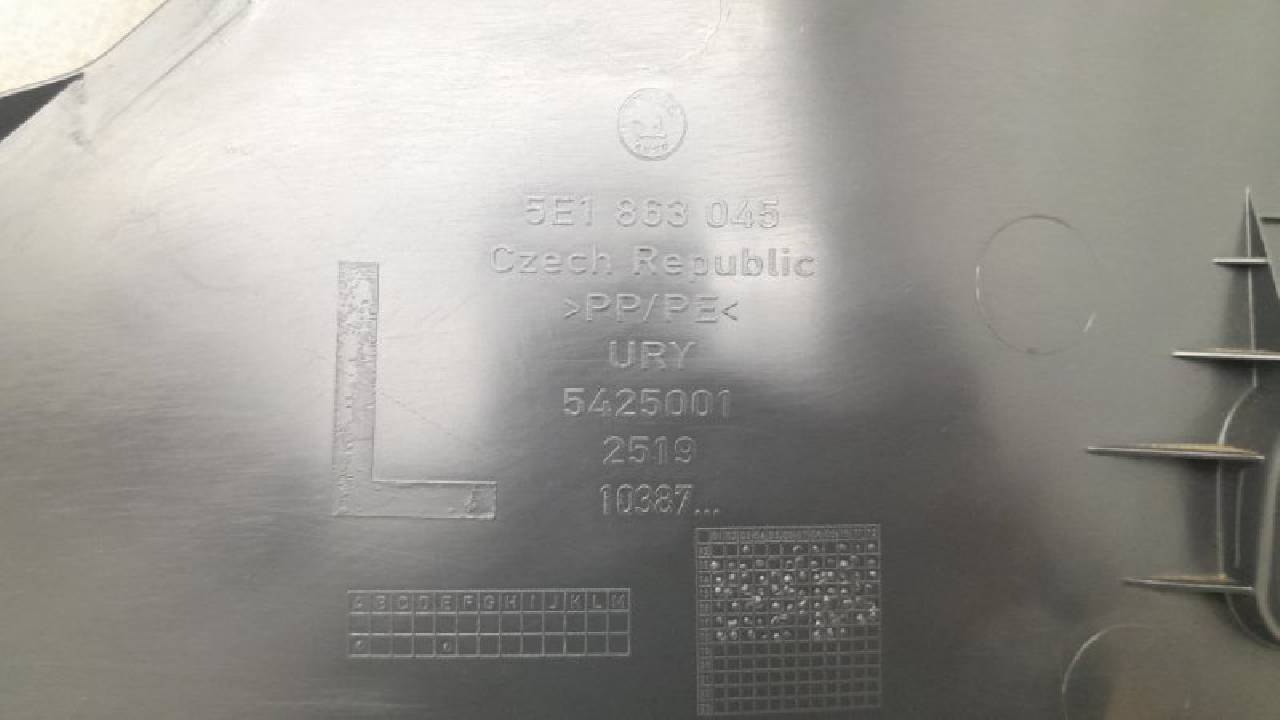 5E1 863 045
Czech Republic
>PP/PE<
URY
5425001
2519
10387...
L
A B C D E F G H I J K L M